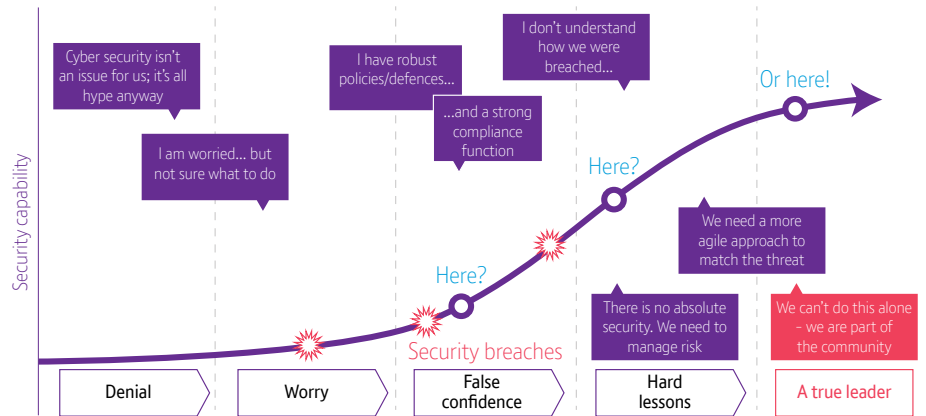 Security capability
Cyber security isn't
an issue for us; it's all
hype anyway
I am worried... but
not sure what to do
I have robust
policies/defences...
...and a strong
compliance
function
I don't understand
how we were
breached...
Or here!
Here?
Here?
We need a more
agile approach to
match the threat
There is no absolute
security. We need to
manage risk
We can't do this alone
– we are part of
the community
Security breaches
Denial
Worry
False
confidence
Hard
lessons
A true leader